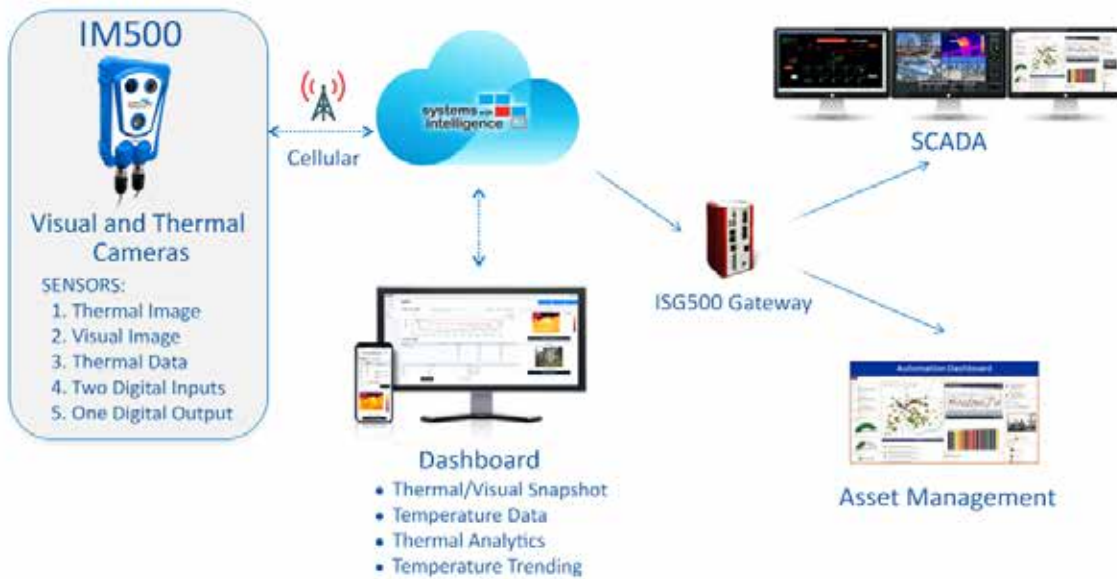 IM500
Visual and Thermal
Cameras
SENSORS:
1. Thermal Image
2. Visual Image
3. Thermal Data
4. Two Digital Inputs
5. One Digital Output
Cellular
systems with
intelligence
Dashboard
• Thermal/Visual Snapshot
• Temperature Data
• Thermal Analytics
• Temperature Trending
ISG500 Gateway
SCADA
Automation Dashboard
Asset Management